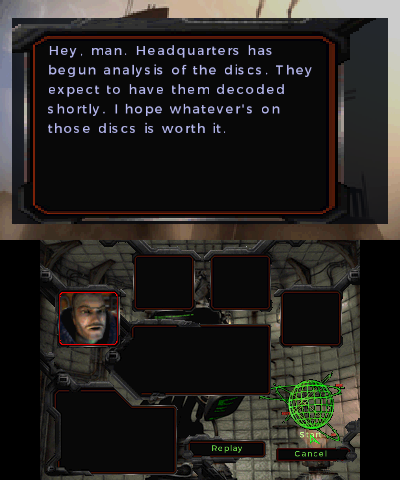 Hey, man. Headquarters has
begun analysis of the discs. They
expect to have them decoded
shortly. I hope whatever's on
those discs is worth it.
Start
Replay
Cancel